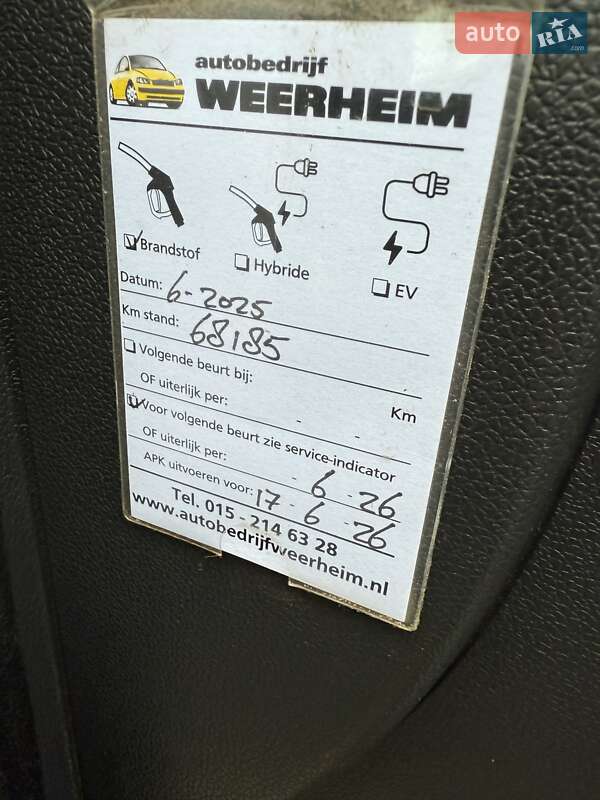 auto RIA.com
autobedrijf
WEERHEIM
Brandstof
Hybride
EV
Datum: 6-2025
Km stand: 68185
Volgende beurt bij: Km
OF uiterlijk per: - -
Voor volgende beurt zie service-indicator
OF uiterlijk per: - 6 - 26
APK uitvoeren voor: 17 - 6 - 26
Tel. 015 - 214 63 28
www.autobedrijfweerheim.nl